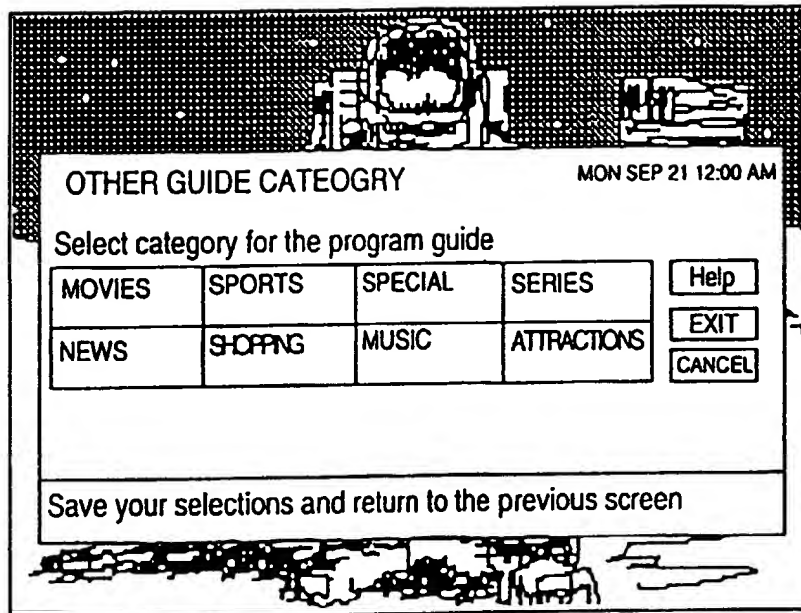 OTHER GUIDE CATEOGRY MON SEP 21 12:00 AM
Select category for the program guide
MOVIES SPORTS SPECIAL SERIES Help
NEWS SHOPPING MUSIC ATTRACTIONS EXIT
CANCEL
Save your selections and return to the previous screen